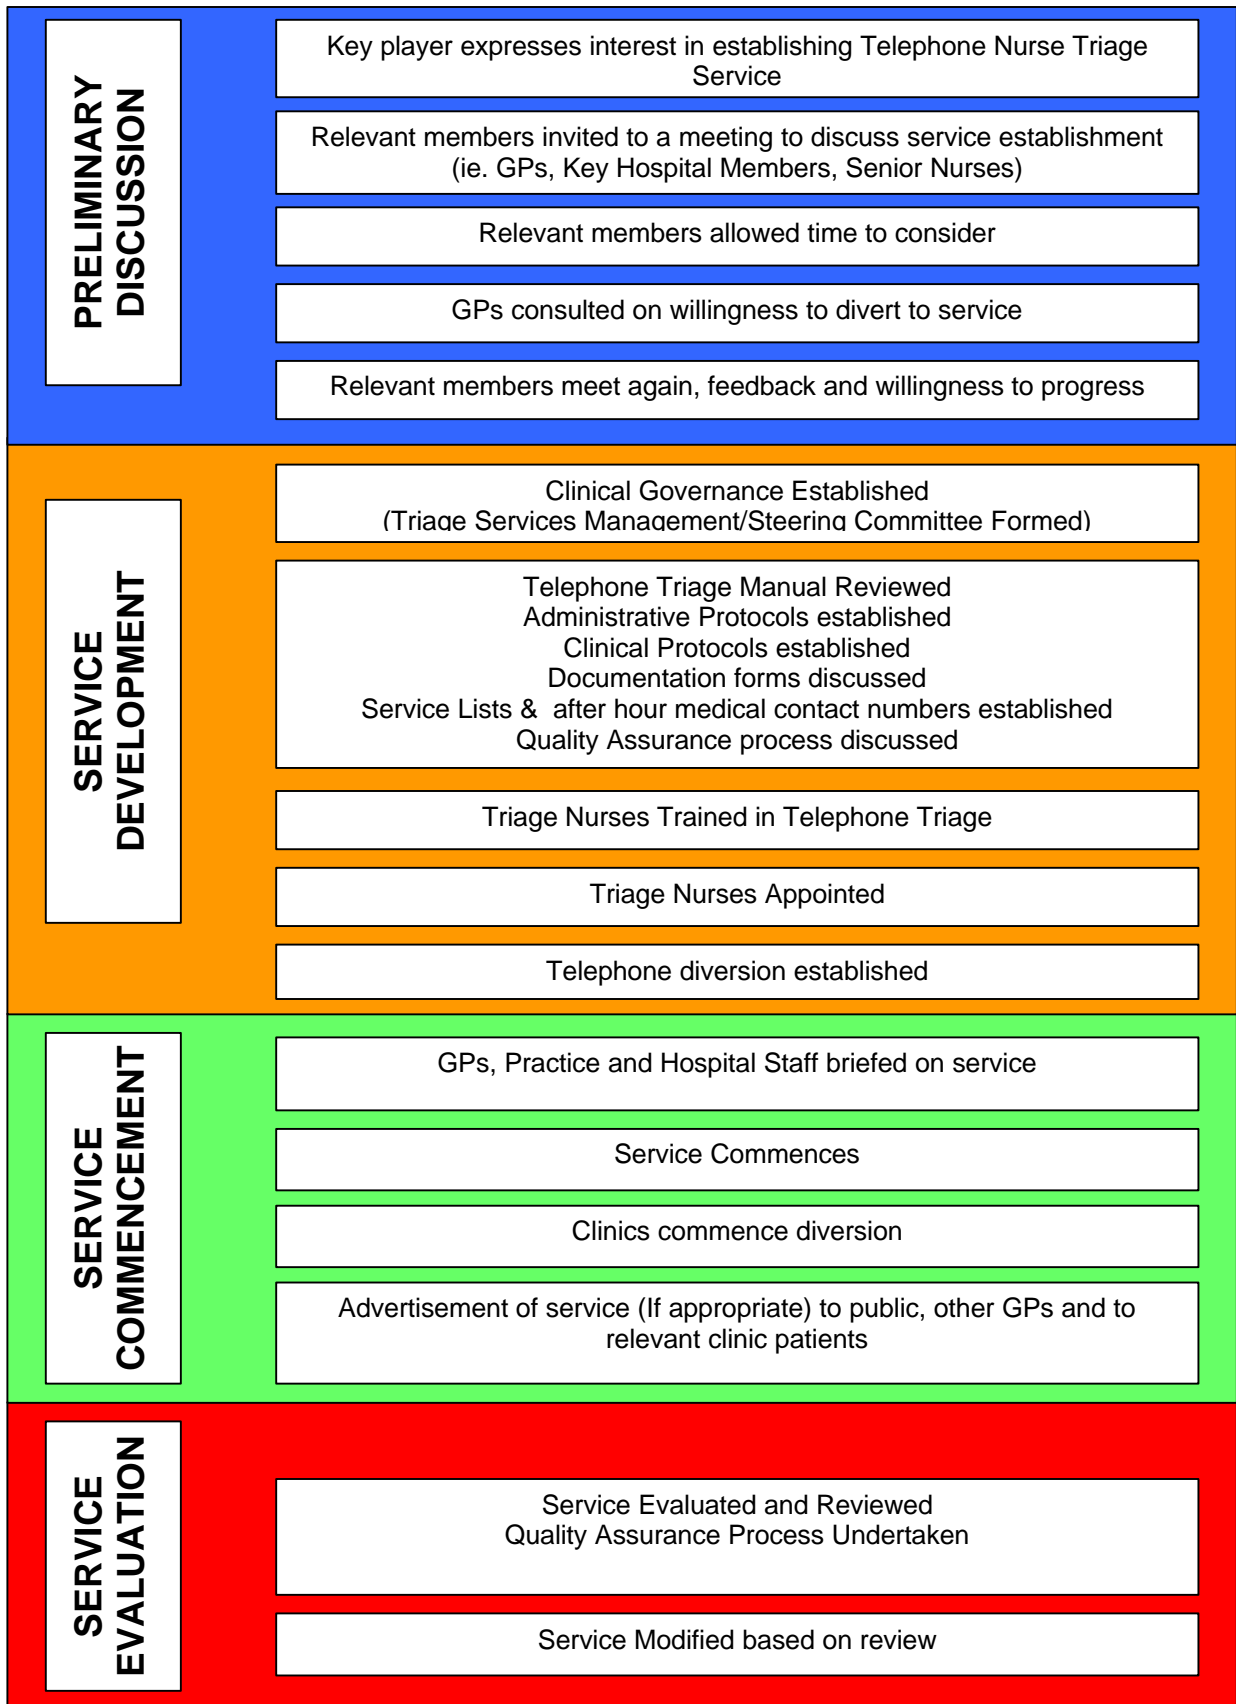 PRELIMINARY
DISCUSSION
Key player expresses interest in establishing Telephone Nurse Triage
Service
Relevant members invited to a meeting to discuss service establishment
(ie. GPs, Key Hospital Members, Senior Nurses)
Relevant members allowed time to consider
GPs consulted on willingness to divert to service
Relevant members meet again, feedback and willingness to progress
SERVICE
DEVELOPMENT
Clinical Governance Established
(Triage Services Management/Steering Committee Formed)
Telephone Triage Manual Reviewed
Administrative Protocols established
Clinical Protocols established
Documentation forms discussed
Service Lists &  after hour medical contact numbers established
Quality Assurance process discussed
Triage Nurses Trained in Telephone Triage
Triage Nurses Appointed
Telephone diversion established
SERVICE
COMMENCEMENT
GPs, Practice and Hospital Staff briefed on service
Service Commences
Clinics commence diversion
Advertisement of service (If appropriate) to public, other GPs and to
relevant clinic patients
SERVICE
EVALUATION
Service Evaluated and Reviewed
Quality Assurance Process Undertaken
Service Modified based on review